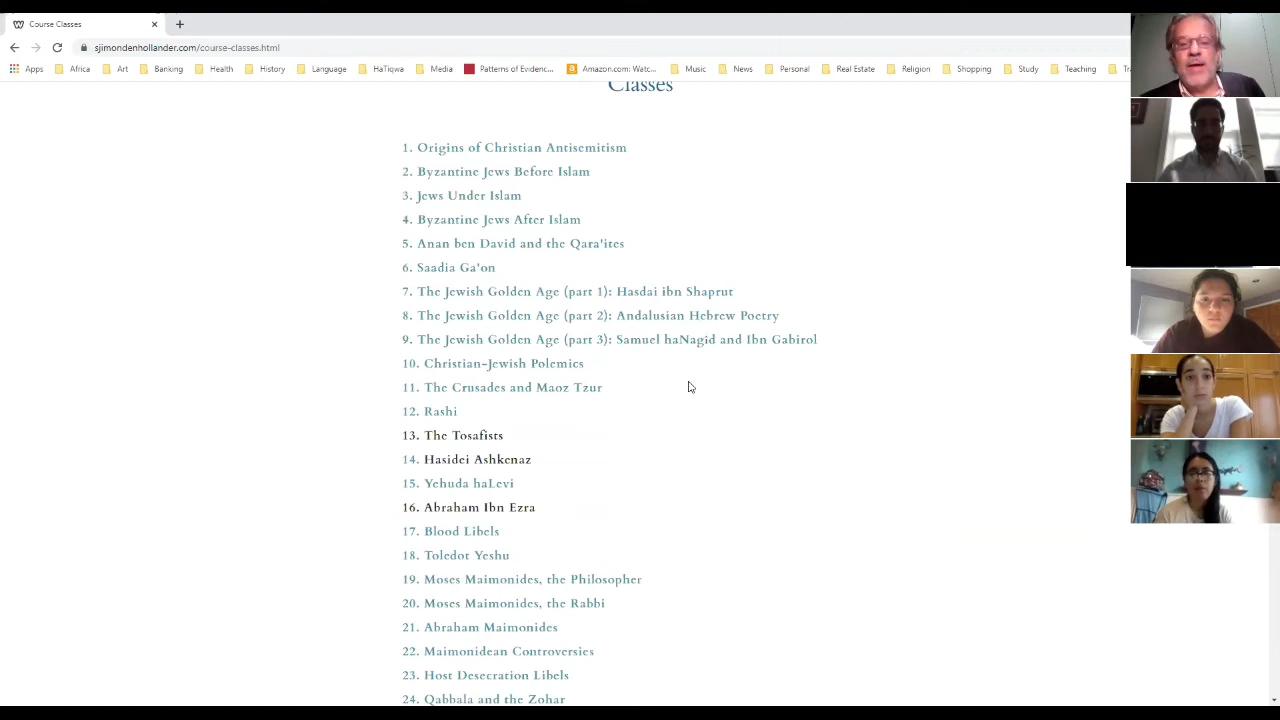 Course Classes
sjimondenhollander.com/course-classes.html
Apps Africa Art Banking Health History Language HaTiqwa Media Patterns of Evidenc... Amazon.com: Watc... Music News Personal Real Estate Religion Shopping Study Teaching
Classes
1. Origins of Christian Antisemitism
2. Byzantine Jews Before Islam
3. Jews Under Islam
4. Byzantine Jews After Islam
5. Anan ben David and the Qara'ites
6. Saadia Ga'on
7. The Jewish Golden Age (part 1): Hasdai ibn Shaprut
8. The Jewish Golden Age (part 2): Andalusian Hebrew Poetry
9. The Jewish Golden Age (part 3): Samuel haNagid and Ibn Gabirol
10. Christian-Jewish Polemics
11. The Crusades and Maoz Tzur
12. Rashi
13. The Tosafists
14. Hasidei Ashkenaz
15. Yehuda haLevi
16. Abraham Ibn Ezra
17. Blood Libels
18. Toledot Yeshu
19. Moses Maimonides, the Philosopher
20. Moses Maimonides, the Rabbi
21. Abraham Maimonides
22. Maimonidean Controversies
23. Host Desecration Libels
24. Qabbala and the Zohar